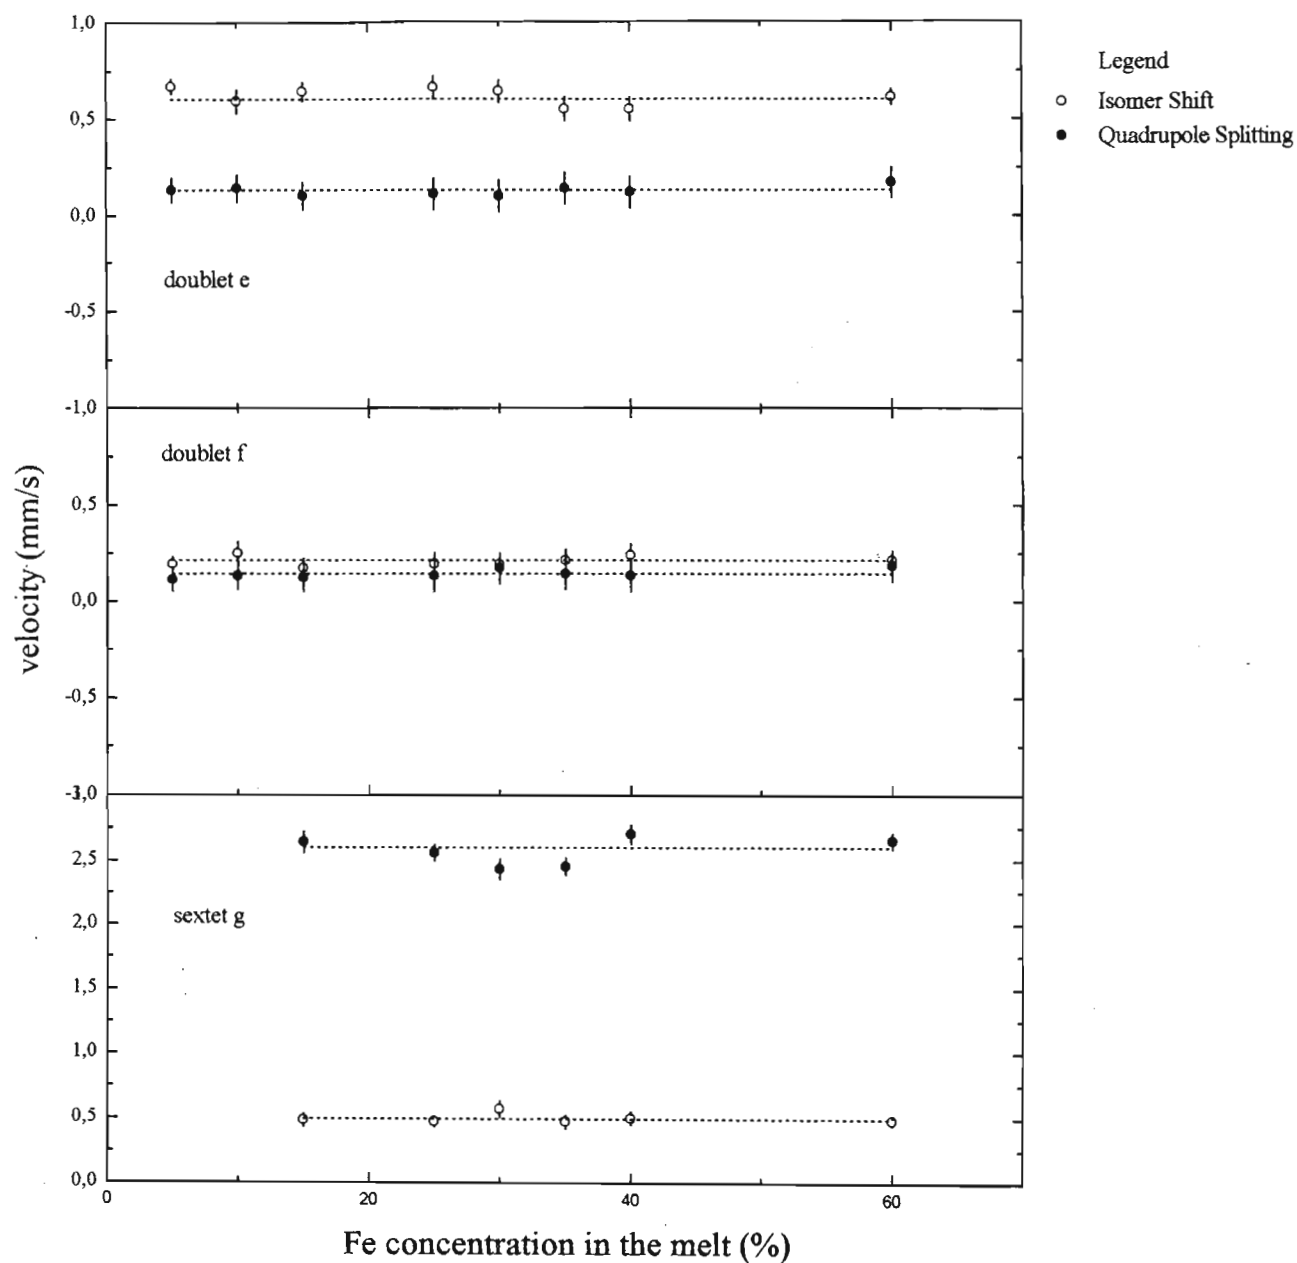 1,0
Legend
Isomer Shift
0,5
Quadrupole Splitting
0,0
doublet e
-0,5
-1,0
doublet f
velocity (mm/s)
0,5
0,0
-0,5
sextet g
2,5
2,0
1,5
1,0
0,5
0,0
0
20
40
60
Fe concentration in the melt (%)